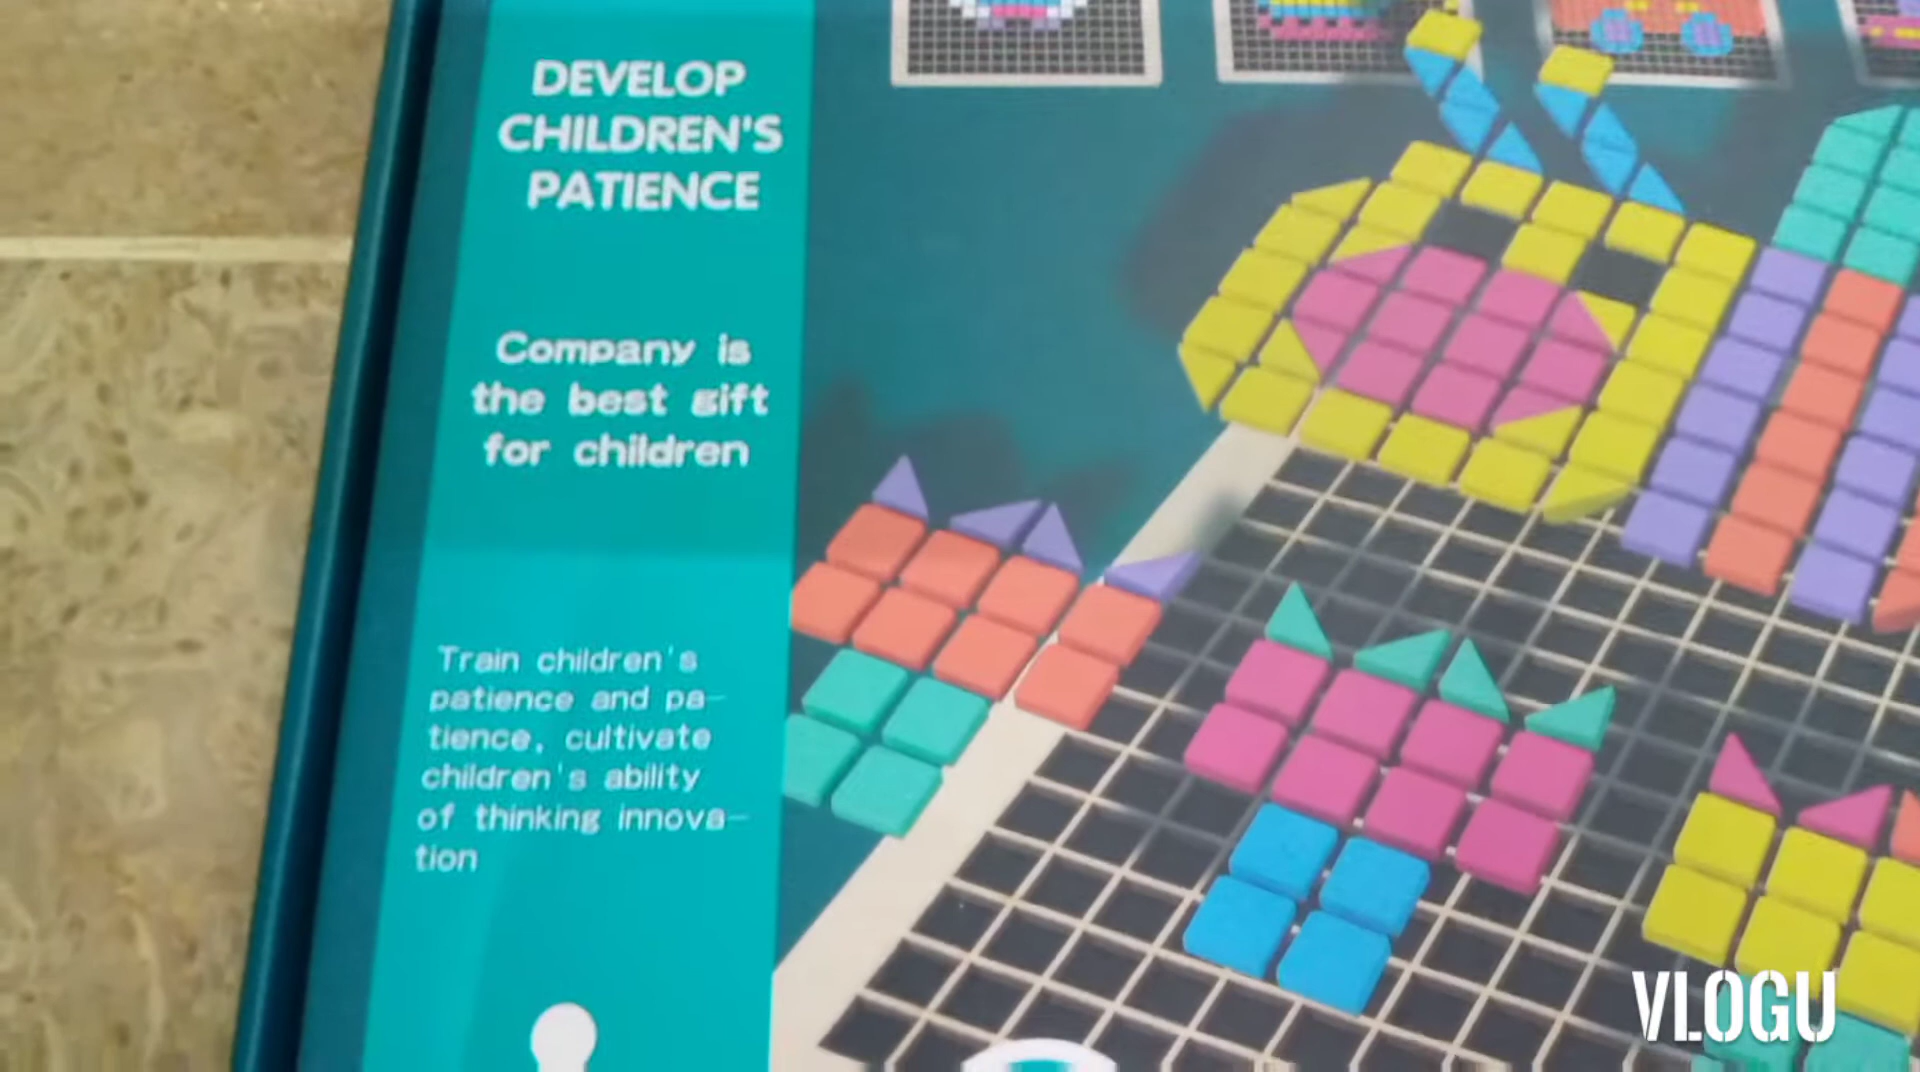 DEVELOP
CHILDREN'S
PATIENCE
Company is
the best gift
for children
Train children's
patience and pa-
tience, cultivate
children's ability
of thinking innova-
tion
VLOGU